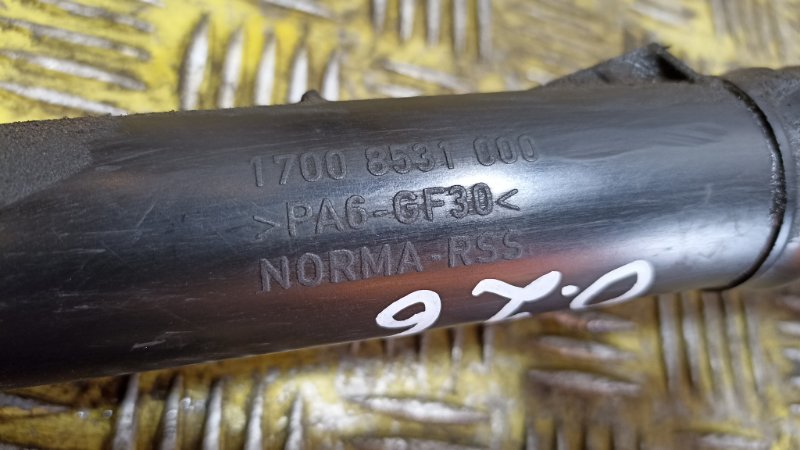 1700 8531 000
>PA6-GF30<
NORMA-RSS